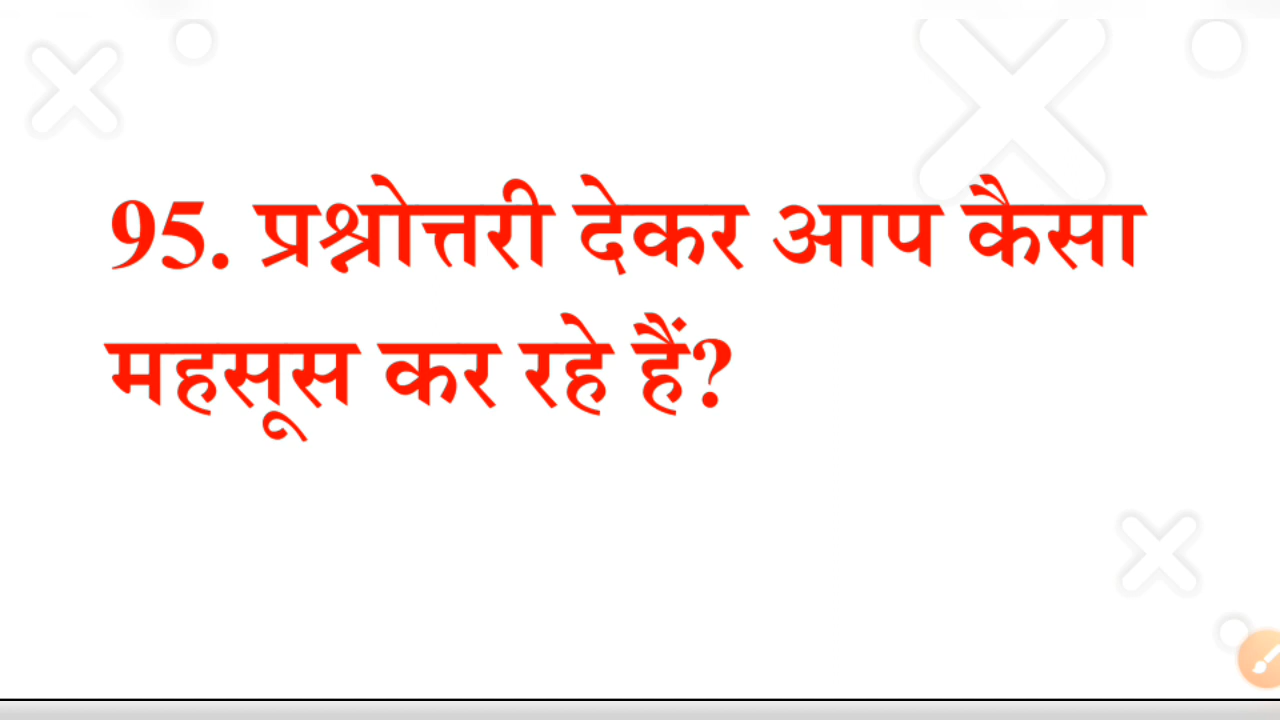 95. प्रश्नोत्तरी देकर आप कैसा
महसूस कर रहे हैं?